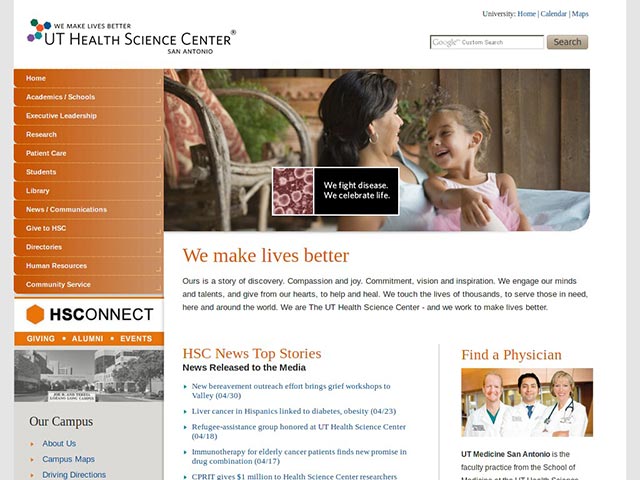 University: Home | Calendar | Maps
WE MAKE LIVES BETTER
UT HEALTH SCIENCE CENTER®
SAN ANTONIO
Google™ Custom Search
Search
Home
Academics / Schools
Executive Leadership
Research
Patient Care
Students
Library
News / Communications
Give to HSC
Directories
Human Resources
Community Service
We fight disease.
We celebrate life.
HSCONNECT
GIVING • ALUMNI • EVENTS
JOE R. AND TERESA
LOZANO LONG CAMPUS
Our Campus
About Us
Campus Maps
Driving Directions
We make lives better
Ours is a story of discovery. Compassion and joy. Commitment, vision and inspiration. We engage our minds
and talents, and give from our hearts, to help and heal. We touch the lives of thousands, to serve those in need,
here and around the world. We are The UT Health Science Center - and we work to make lives better.
HSC News Top Stories
News Released to the Media
New bereavement outreach effort brings grief workshops to
Valley (04/30)
Liver cancer in Hispanics linked to diabetes, obesity (04/23)
Refugee-assistance group honored at UT Health Science Center
(04/18)
Immunotherapy for elderly cancer patients finds new promise in
drug combination (04/17)
CPRIT gives $1 million to Health Science Center researchers
Find a Physician
UT Medicine San Antonio is the
faculty practice from the School of
Medicine at the UT Health Science